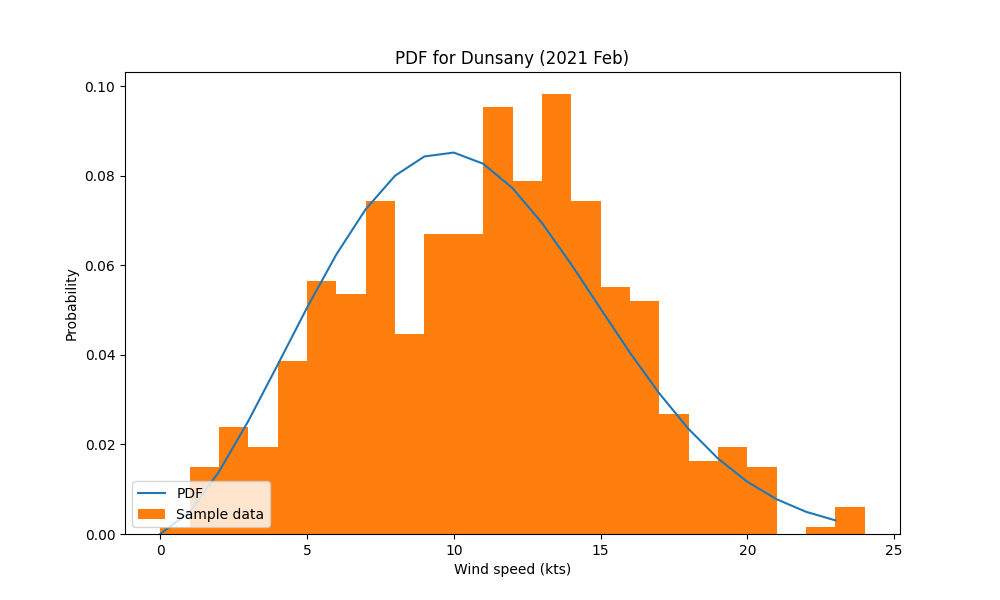 PDF for Dunsany (2021 Feb)
0.10
0.08
0.06
0.04
0.02
0.00
Probability
PDF
Sample data
0 5 10 15 20 25
Wind speed (kts)